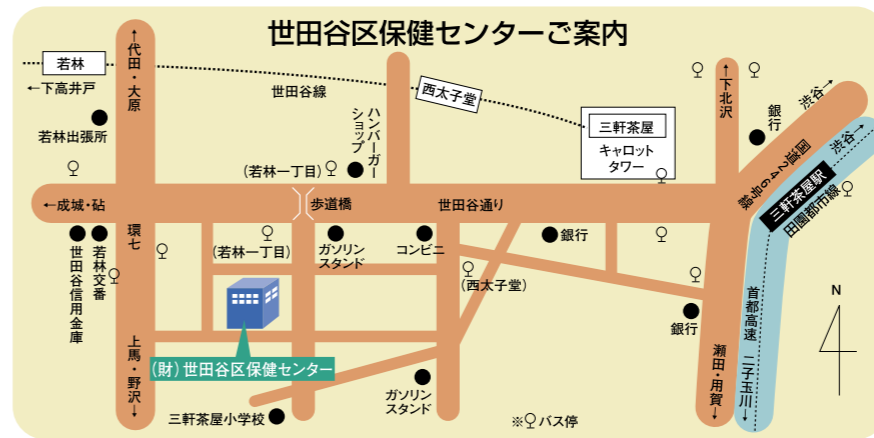 世田谷区保健センターご案内
若林
←下高井戸
←代田・大原
世田谷線
西太子堂
三軒茶屋
キャロット
タワー
←下北沢
銀行
渋谷→
渋谷→
国道246号線
三軒茶屋駅
田園都市線
若林出張所
ハンバーガー
ショップ
(若林一丁目)
←成城・砧
環七
歩道橋
世田谷通り
世田谷信用金庫
若林交番
(若林一丁目)
ガソリン
スタンド
コンビニ
銀行
(西太子堂)
銀行
首都高速
二子玉川→
瀬田・用賀→
上馬・野沢→
(財)世田谷区保健センター
三軒茶屋小学校
ガソリン
スタンド
※バス停
N